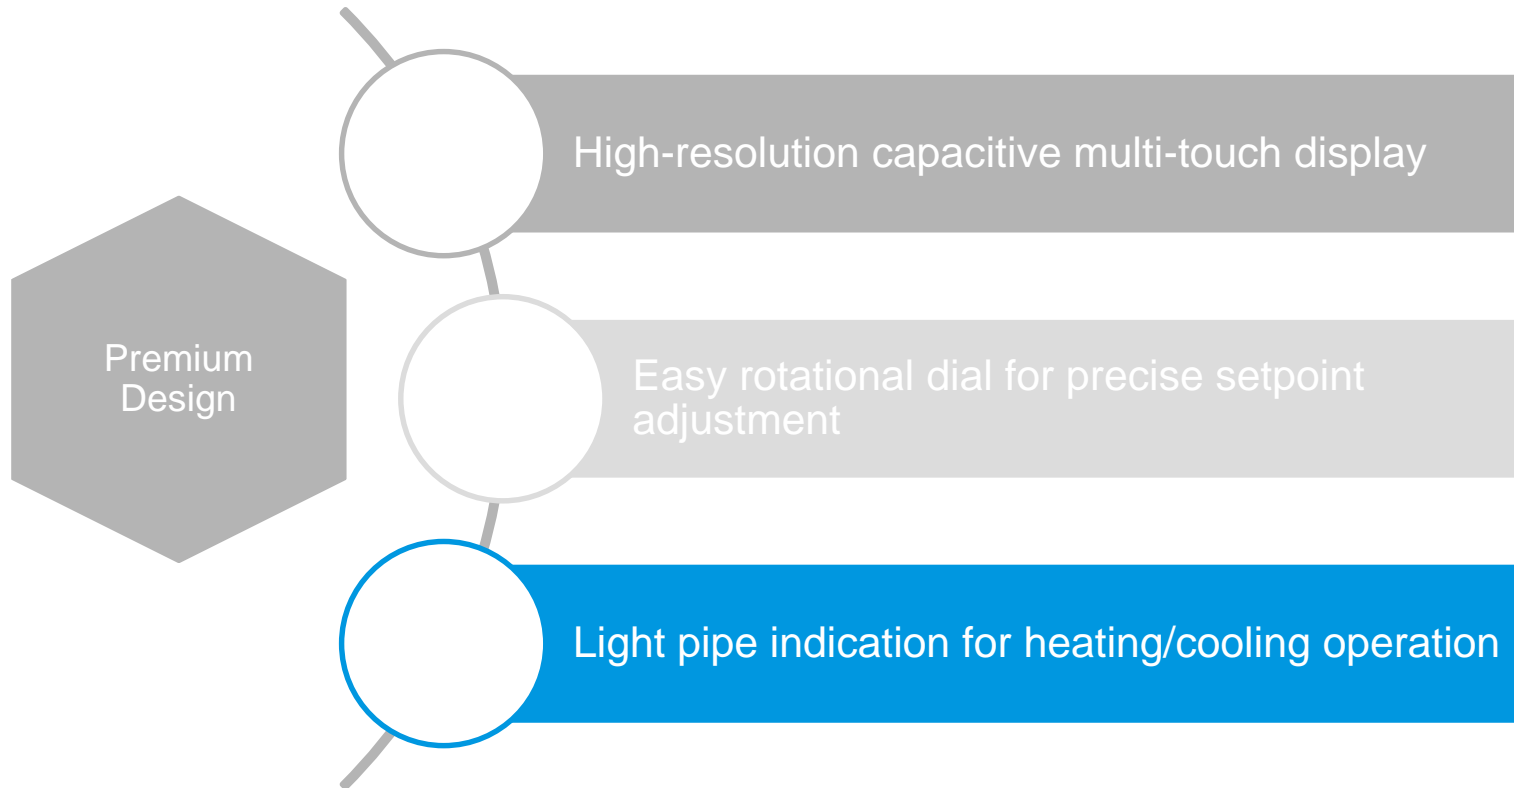 High-resolution capacitive multi-touch display
Premium
Design
Easy rotational dial for precise setpoint
adjustment
Light pipe indication for heating/cooling operation